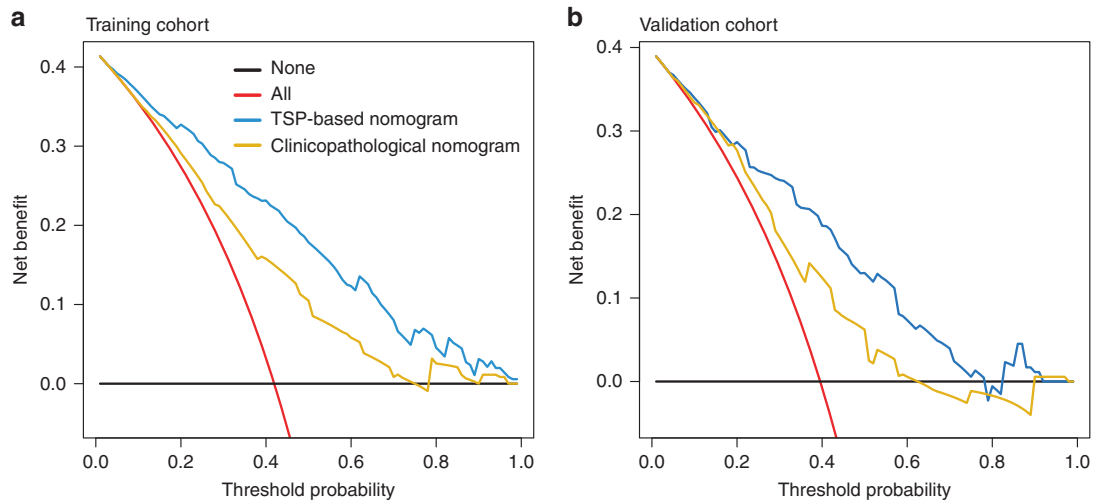 a
Training cohort
Net benefit
0.4
0.3
0.2
0.1
0.0
None
All
TSP-based nomogram
Clinicopathological nomogram
0.0 0.2 0.4 0.6 0.8 1.0
Threshold probability
b
Validation cohort
Net benefit
0.4
0.3
0.2
0.1
0.0
0.0 0.2 0.4 0.6 0.8 1.0
Threshold probability